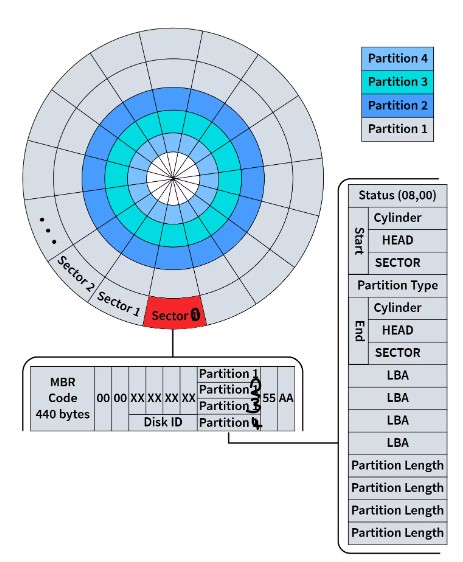 Partition 4
Partition 3
Partition 2
Partition 1
Status (08,00)
Start
Cylinder
HEAD
SECTOR
Partition Type
End
Cylinder
HEAD
SECTOR
LBA
LBA
LBA
LBA
Partition Length
Partition Length
Partition Length
Partition Length
Sector 2
Sector 1
Sector 0
MBR
Code
440 bytes
00 00 XX XX XX XX
Disk ID
Partition 1
Partition 2
Partition 3
Partition 4
55 AA